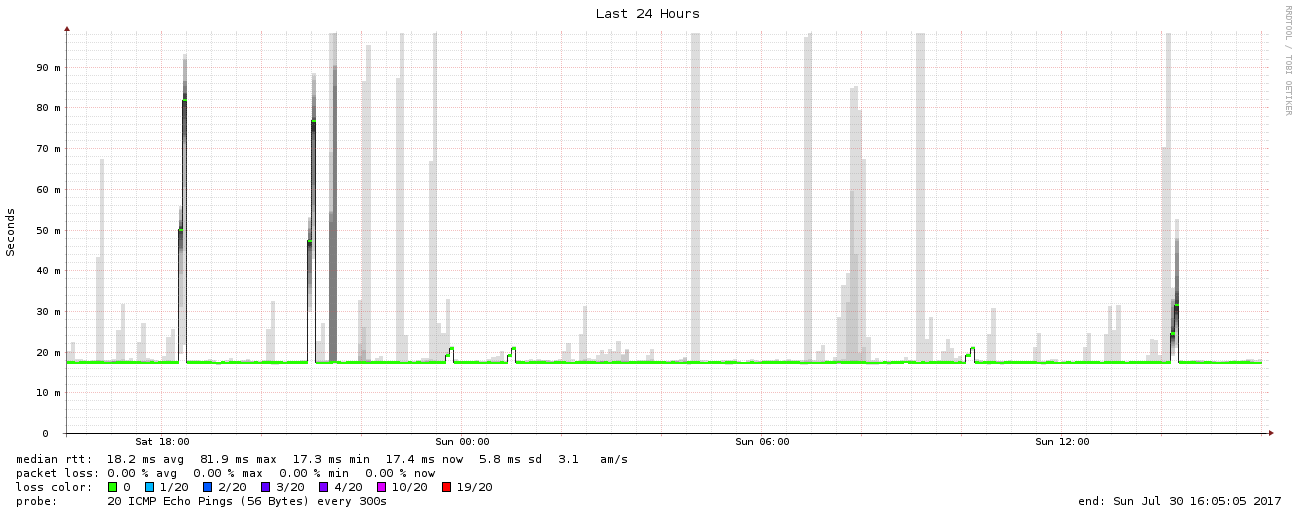 Last 24 Hours
RRDTOOL / TOBI OETIKER
Seconds
90 m
80 m
70 m
60 m
50 m
40 m
30 m
20 m
10 m
0
Sat 18:00 Sun 00:00 Sun 06:00 Sun 12:00
median rtt: 18.2 ms avg 81.9 ms max 17.3 ms min 17.4 ms now 5.8 ms sd 3.1 am/s
packet loss: 0.00 % avg 0.00 % max 0.00 % min 0.00 % now
loss color: 0 1/20 2/20 3/20 4/20 10/20 19/20
probe: 20 ICMP Echo Pings (56 Bytes) every 300s end: Sun Jul 30 16:05:05 2017